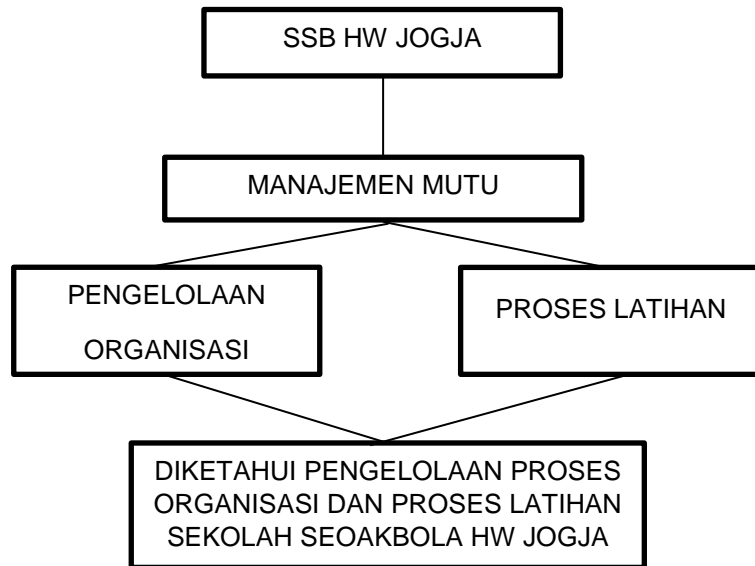 SSB HW JOGJA
MANAJEMEN MUTU
PENGELOLAAN
ORGANISASI
PROSES LATIHAN
DIKETAHUI PENGELOLAAN PROSES
ORGANISASI DAN PROSES LATIHAN
SEKOLAH SEOAKBOLA HW JOGJA